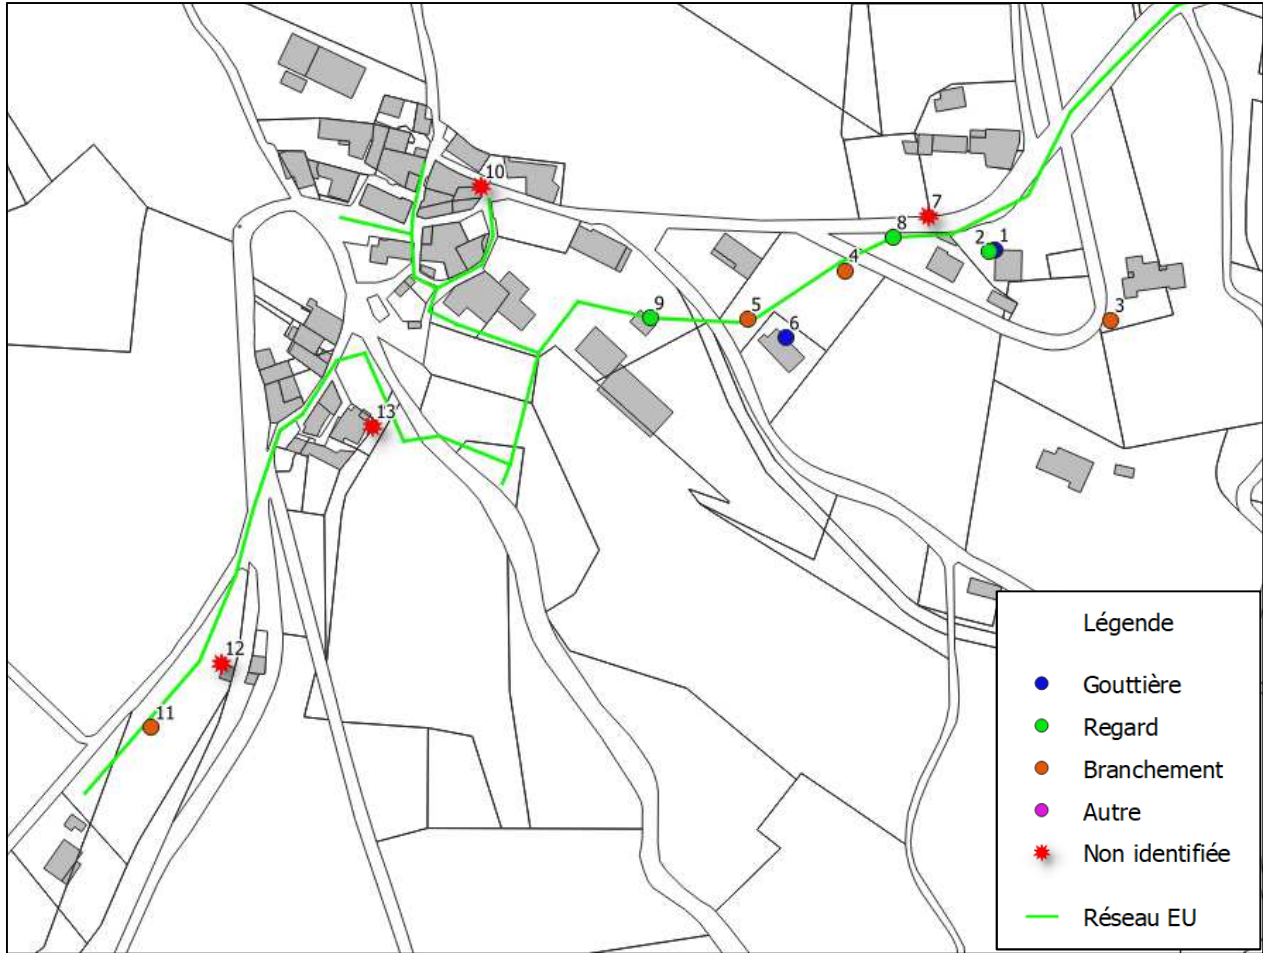 10
7
8
2 1
4
3
9
5
6
13
12
11
Légende
Gouttière
Regard
Branchement
Autre
Non identifiée
Réseau EU